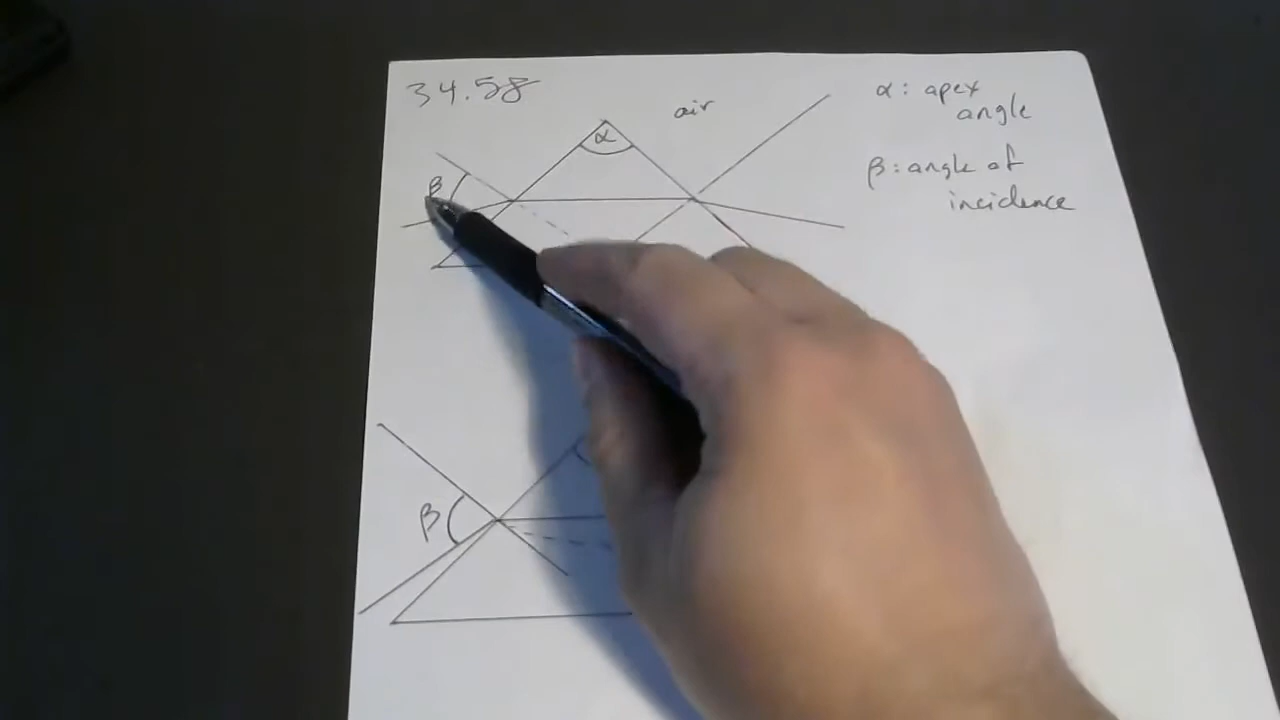 34.58
air
α
β
α: apex
angle
β: angle of
incidence
β